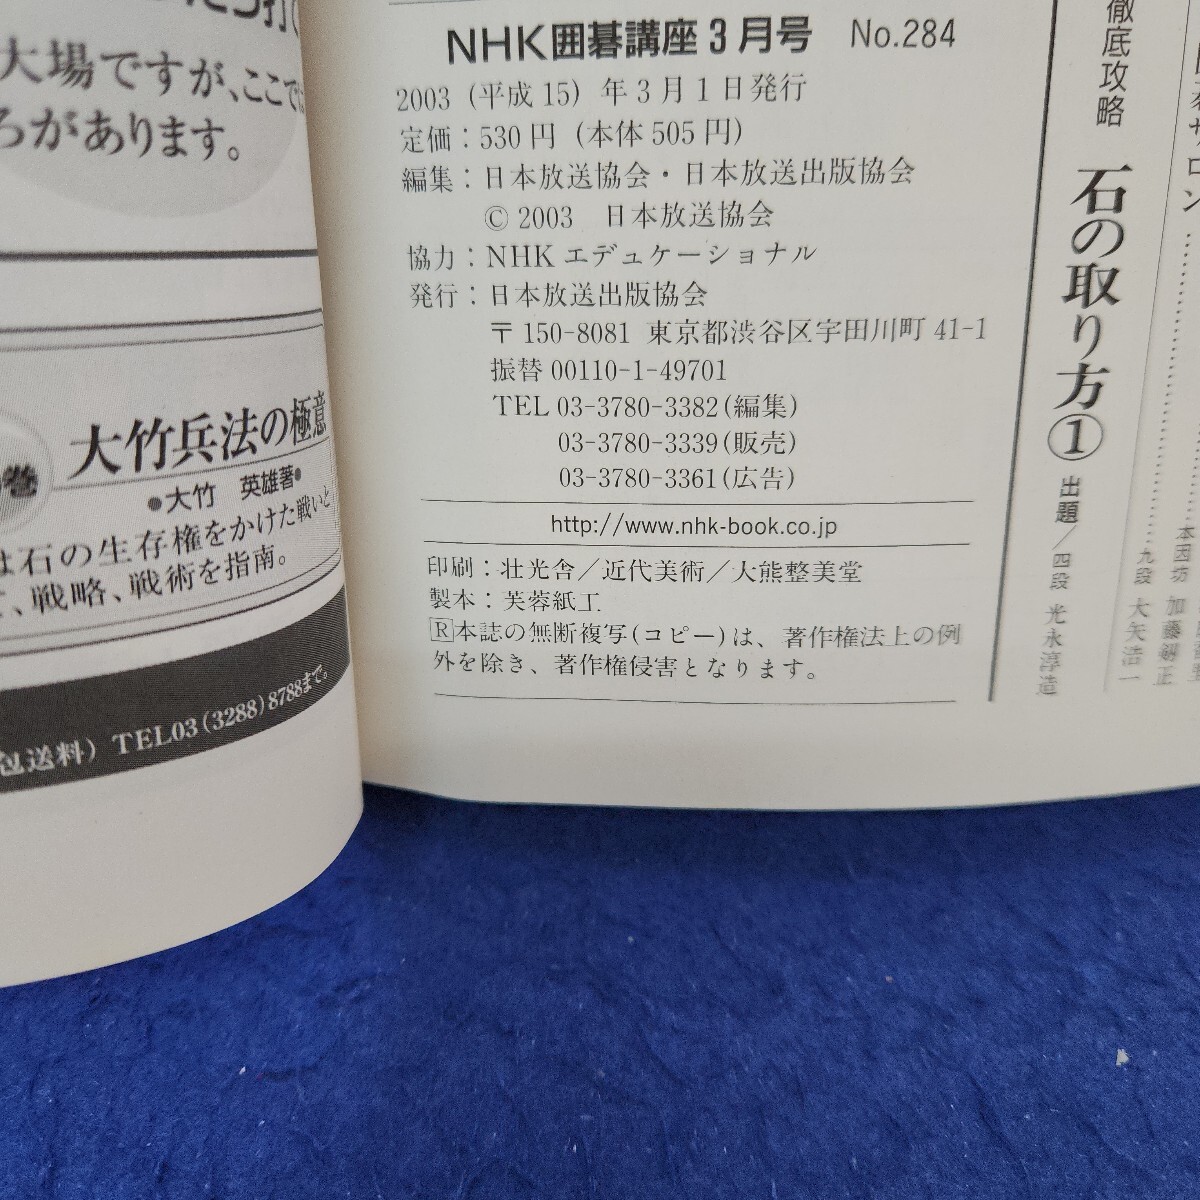 大場ですが、ここでは
ろがあります。
大竹兵法の極意
●大竹 英雄著●
は石の生存権をかけた戦いと
、戦略、戦術を指南。
包送料) TEL03(3288)8788まで。
NHK囲碁講座3月号 No.284
2003(平成15)年3月1日発行
定価:530円(本体505円)
編集:日本放送協会・日本放送出版協会
©2003 日本放送協会
協力:NHKエデュケーショナル
発行:日本放送出版協会
〒150-8081 東京都渋谷区宇田川町41-1
振替00110-1-49701
TEL 03-3780-3382(編集)
03-3780-3339(販売)
03-3780-3361(広告)
http://www.nhk-book.co.jp
印刷:壮光舎/近代美術/大熊整美堂
製本:芙蓉紙工
Ⓡ本誌の無断複写(コピー)は、著作権法上の例
外を除き、著作権侵害となります。
徹底攻略 石の取り方① 出題/四段 光永淳造
サロン
本因坊 加藤剱正
九段 大矢浩一